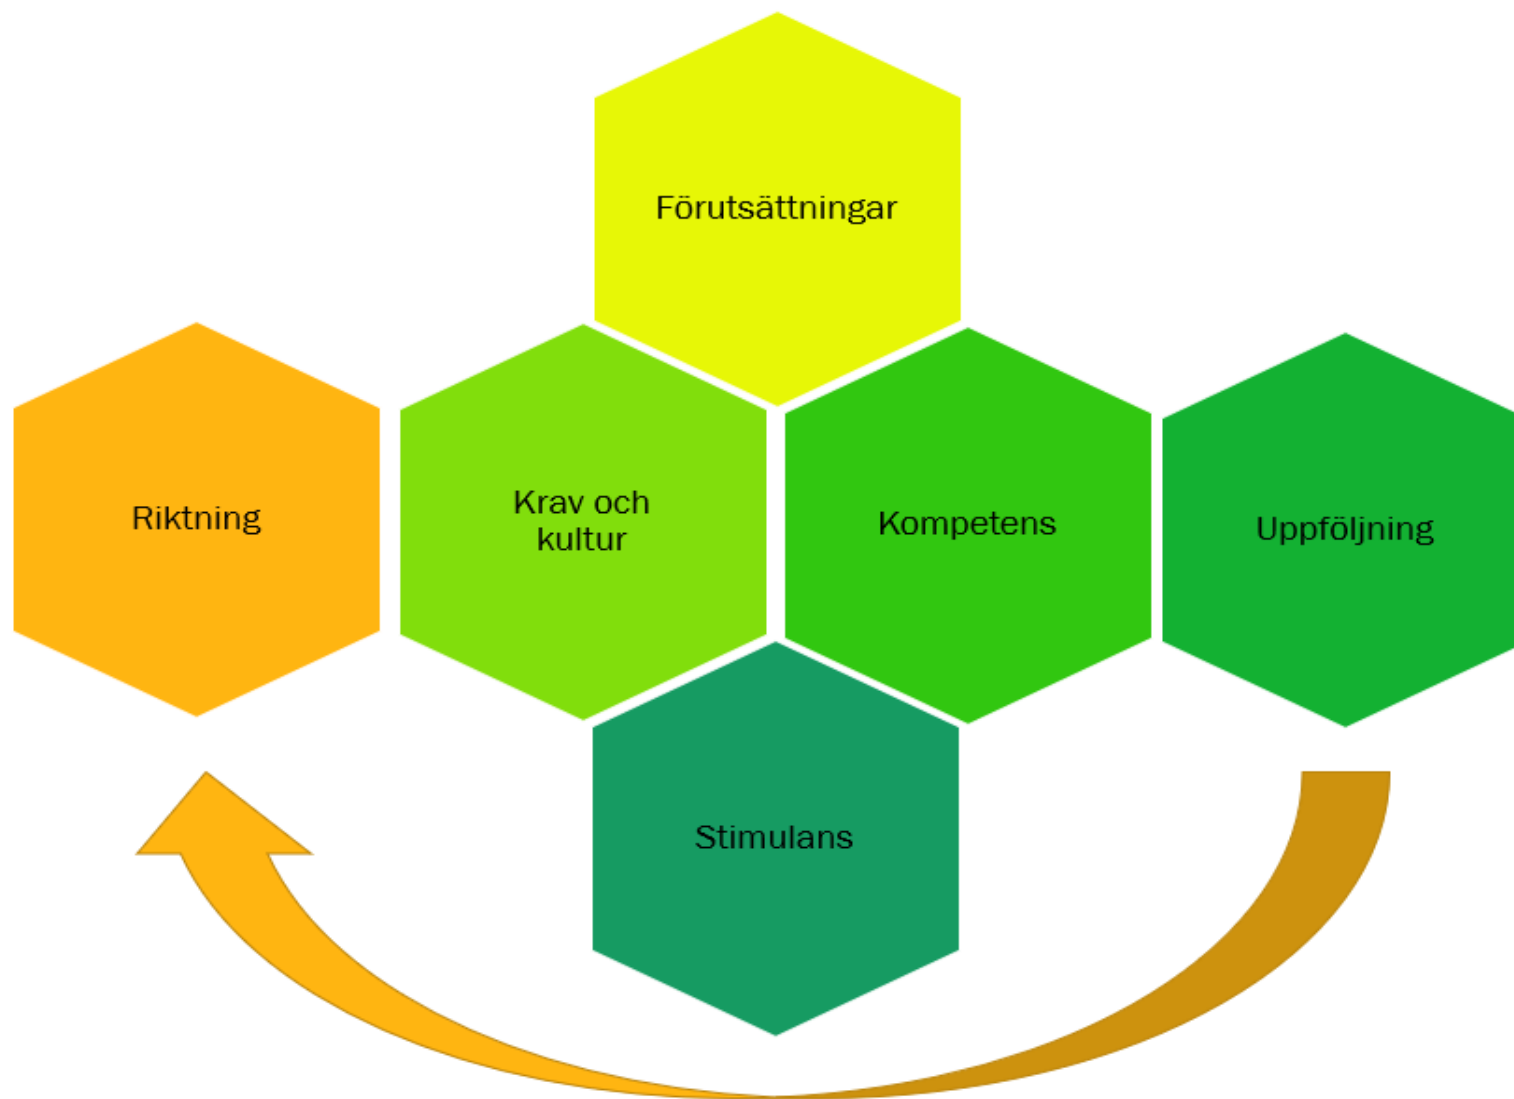 Förutsättningar
Riktning
Krav och
kultur
Kompetens
Uppföljning
Stimulans